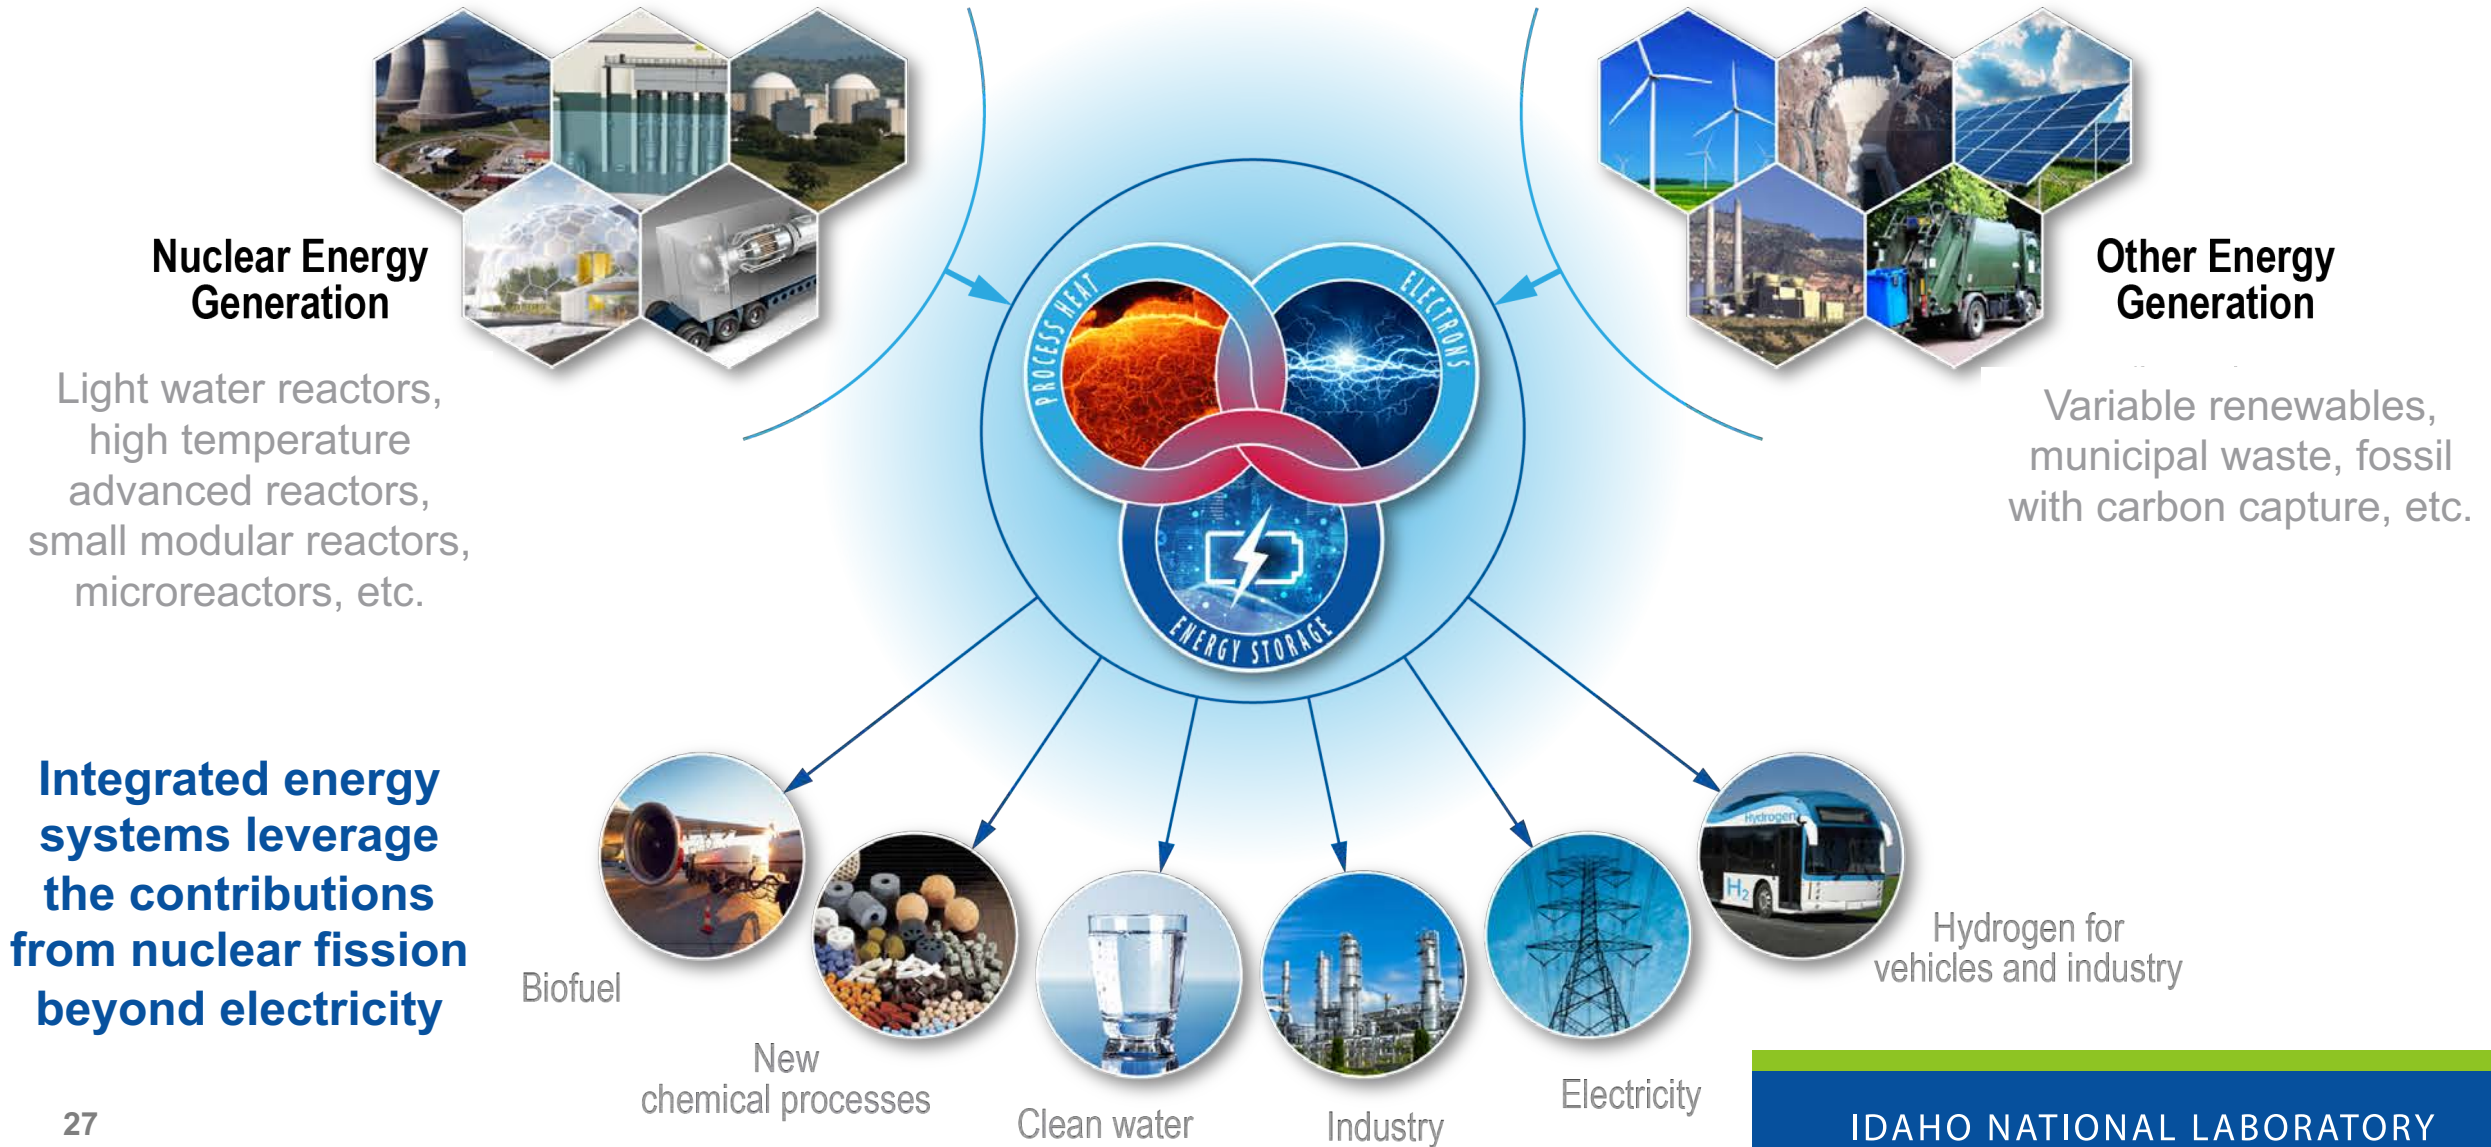 Nuclear Energy
Generation
Light water reactors,
high temperature
advanced reactors,
small modular reactors,
microreactors, etc.
PROCESS HEAT
ELECTRONS
ENERGY STORAGE
Other Energy
Generation
Variable renewables,
municipal waste, fossil
with carbon capture, etc.
Integrated energy
systems leverage
the contributions
from nuclear fission
beyond electricity
Biofuel
New
chemical processes
Clean water
Industry
Electricity
Hydrogen
H2
Hydrogen for
vehicles and industry
27
IDAHO NATIONAL LABORATORY